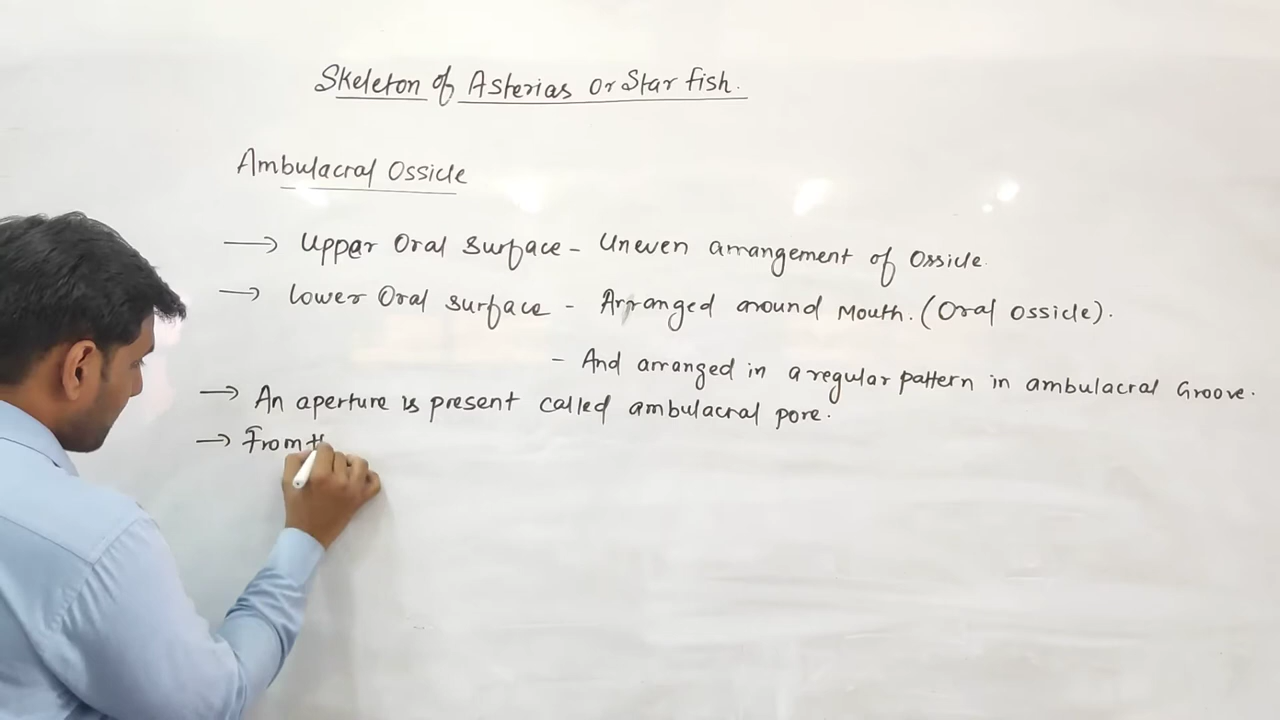 Skeleton of Asterias or Star fish.
Ambulacral Ossicle
→ Uppar Oral Surface - Uneven arrangement of Ossicle.
→ lower Oral surface - Arranged around Mouth. (Oral ossicle).
- And arranged in a regular pattern in ambulacral Groove.
→ An aperture is present called ambulacral pore.
→ From